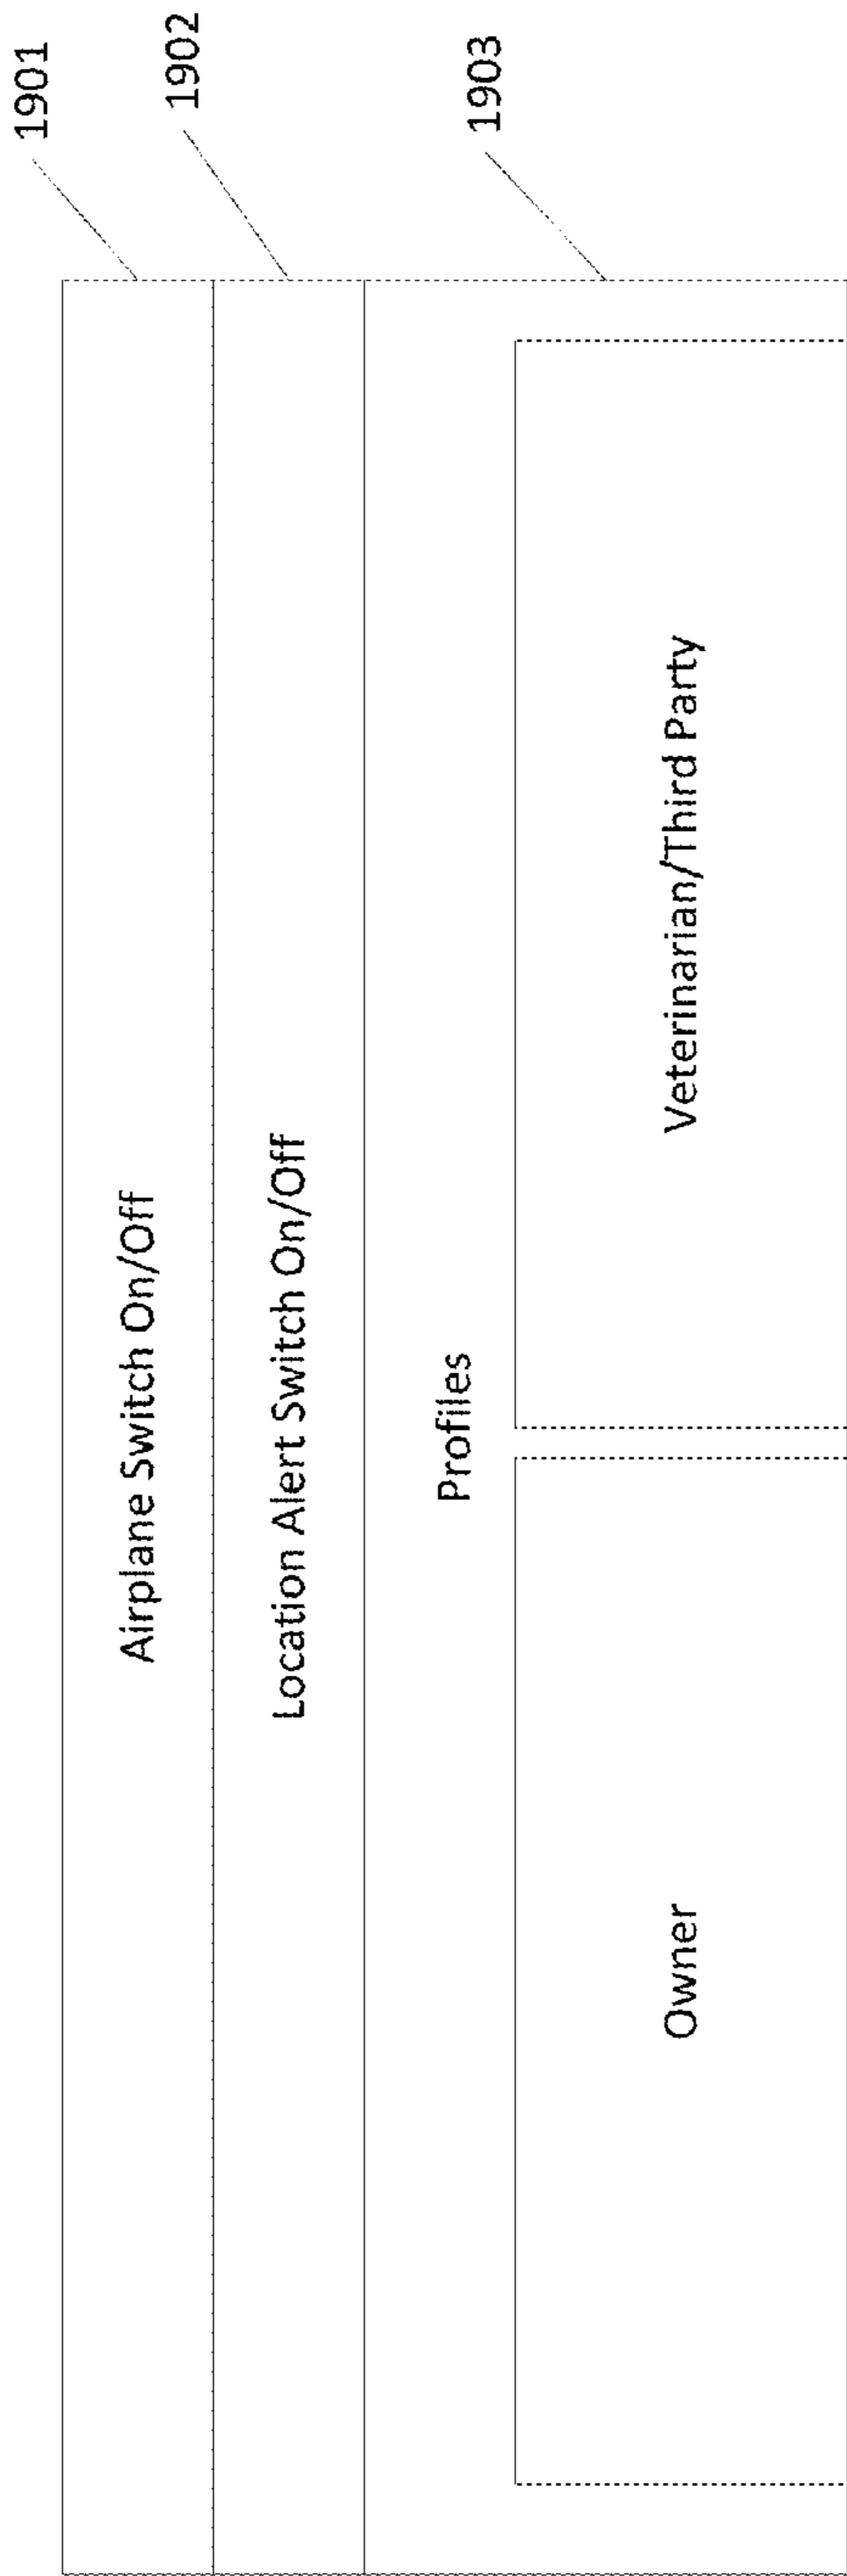 Airplane Switch On/Off
1901
Location Alert Switch On/Off
1902
Profiles
1903
Owner
Veterinarian/Third Party